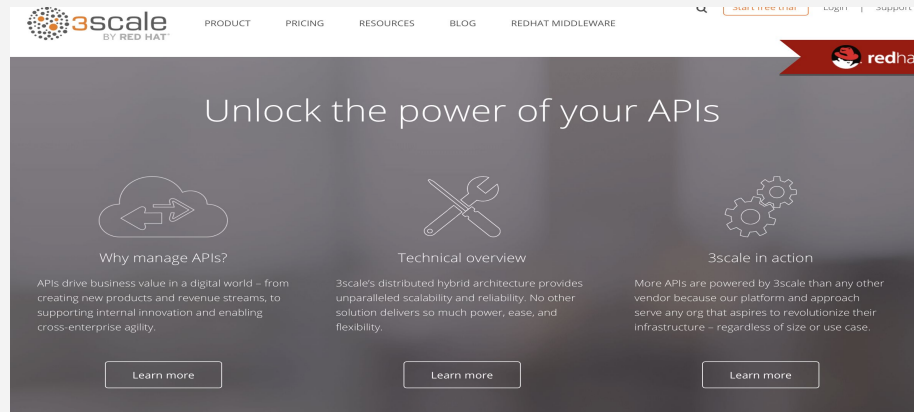 3scale
BY RED HAT
PRODUCT PRICING RESOURCES BLOG REDHAT MIDDLEWARE
Start free trial Login | Support
redha
Unlock the power of your APIs
Why manage APIs?
APIs drive business value in a digital world – from
creating new products and revenue streams, to
supporting internal innovation and enabling
cross-enterprise agility.
Learn more
Technical overview
3scale's distributed hybrid architecture provides
unparalleled scalability and reliability. No other
solution delivers so much power, ease, and
flexibility.
Learn more
3scale in action
More APIs are powered by 3scale than any other
vendor because our platform and approach
serve any org that aspires to revolutionize their
infrastructure – regardless of size or use case.
Learn more